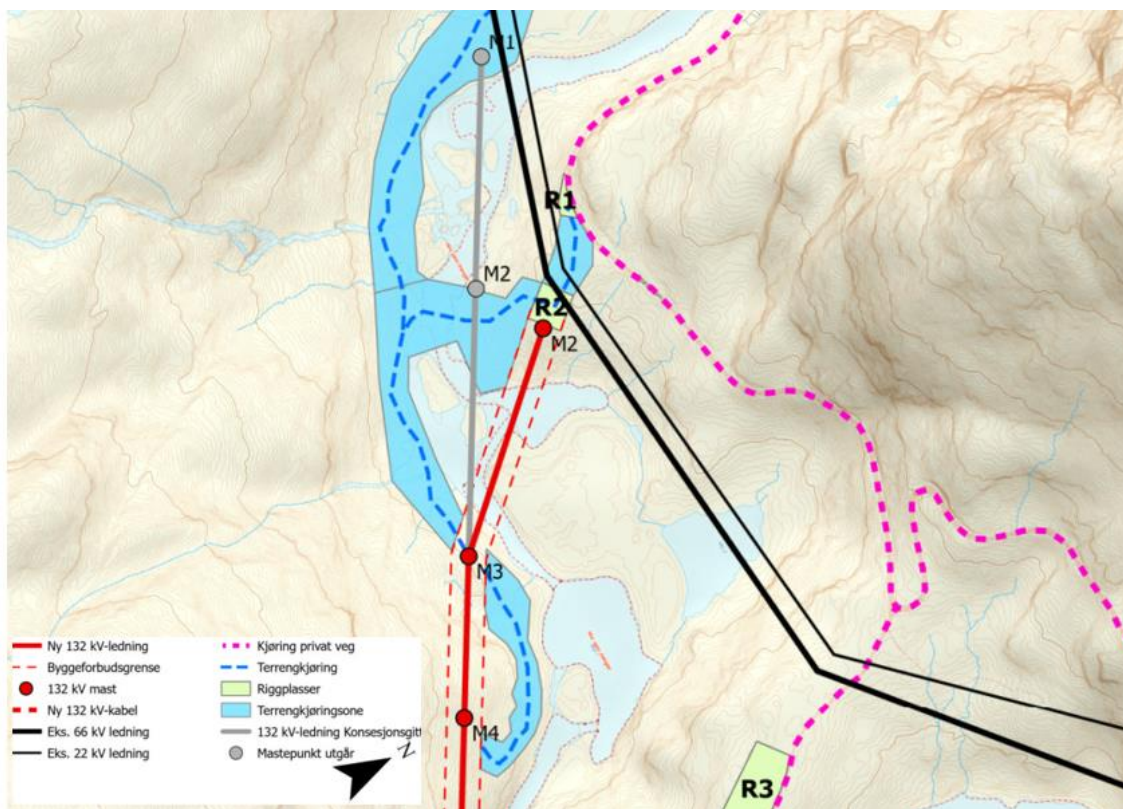 M1
R1
M2
R2
M2
M3
M4
R3
Ny 132 kV-ledning
Byggeforbudsgrense
132 kV mast
Ny 132 kV-kabel
Eks. 66 kV ledning
Eks. 22 kV ledning
Kjøring privat veg
Terrengkjøring
Riggplasser
Terrengkjøringsone
132 kV-ledning Konsesjonsgitt
Mastepunkt utgår
N